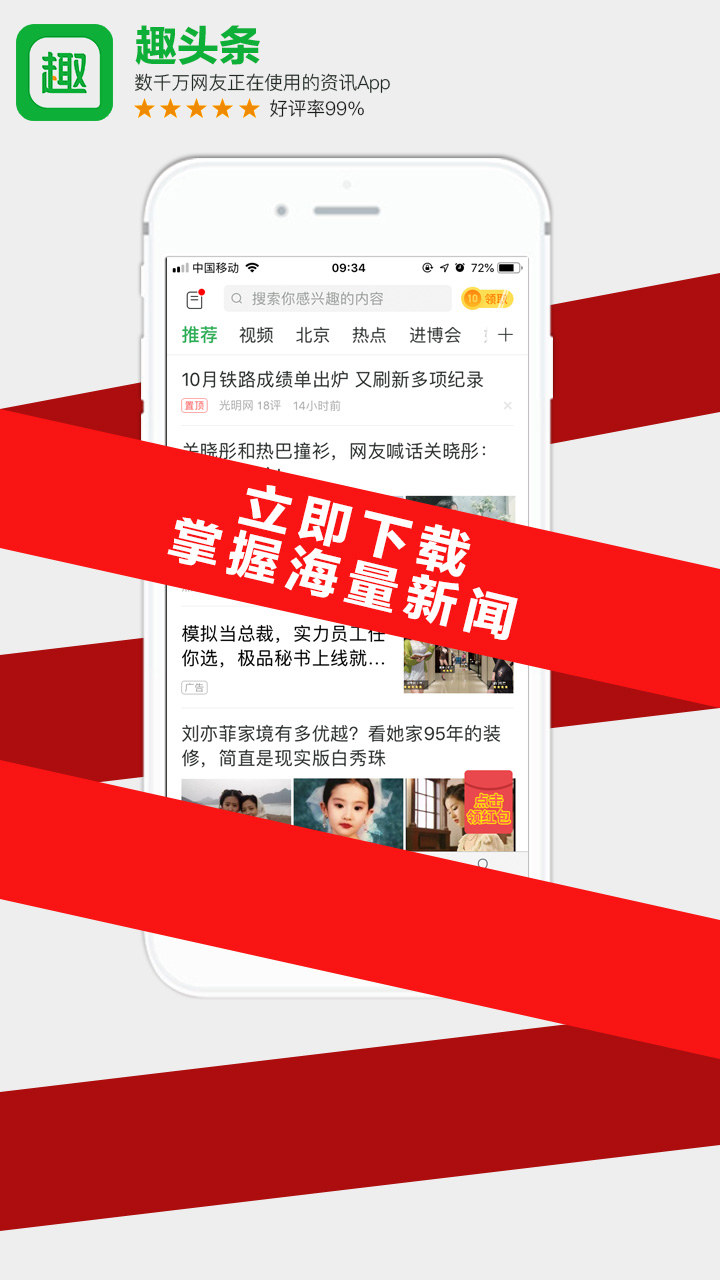 趣
趣头条
数千万网友正在使用的资讯App
好评率99%
中国移动
09:34
72%
搜索你感兴趣的内容
10 领取
推荐 视频 北京 热点 进博会
10月铁路成绩单出炉 又刷新多项纪录
置顶 光明网 18评 14小时前
关晓彤和热巴撞衫，网友喊话关晓彤：
立即下载
掌握海量新闻
模拟当总裁，实力员工任
你选，极品秘书上线就...
广告
刘亦菲家境有多优越？看她家95年的装
修，简直是现实版白秀珠
点击
领红包